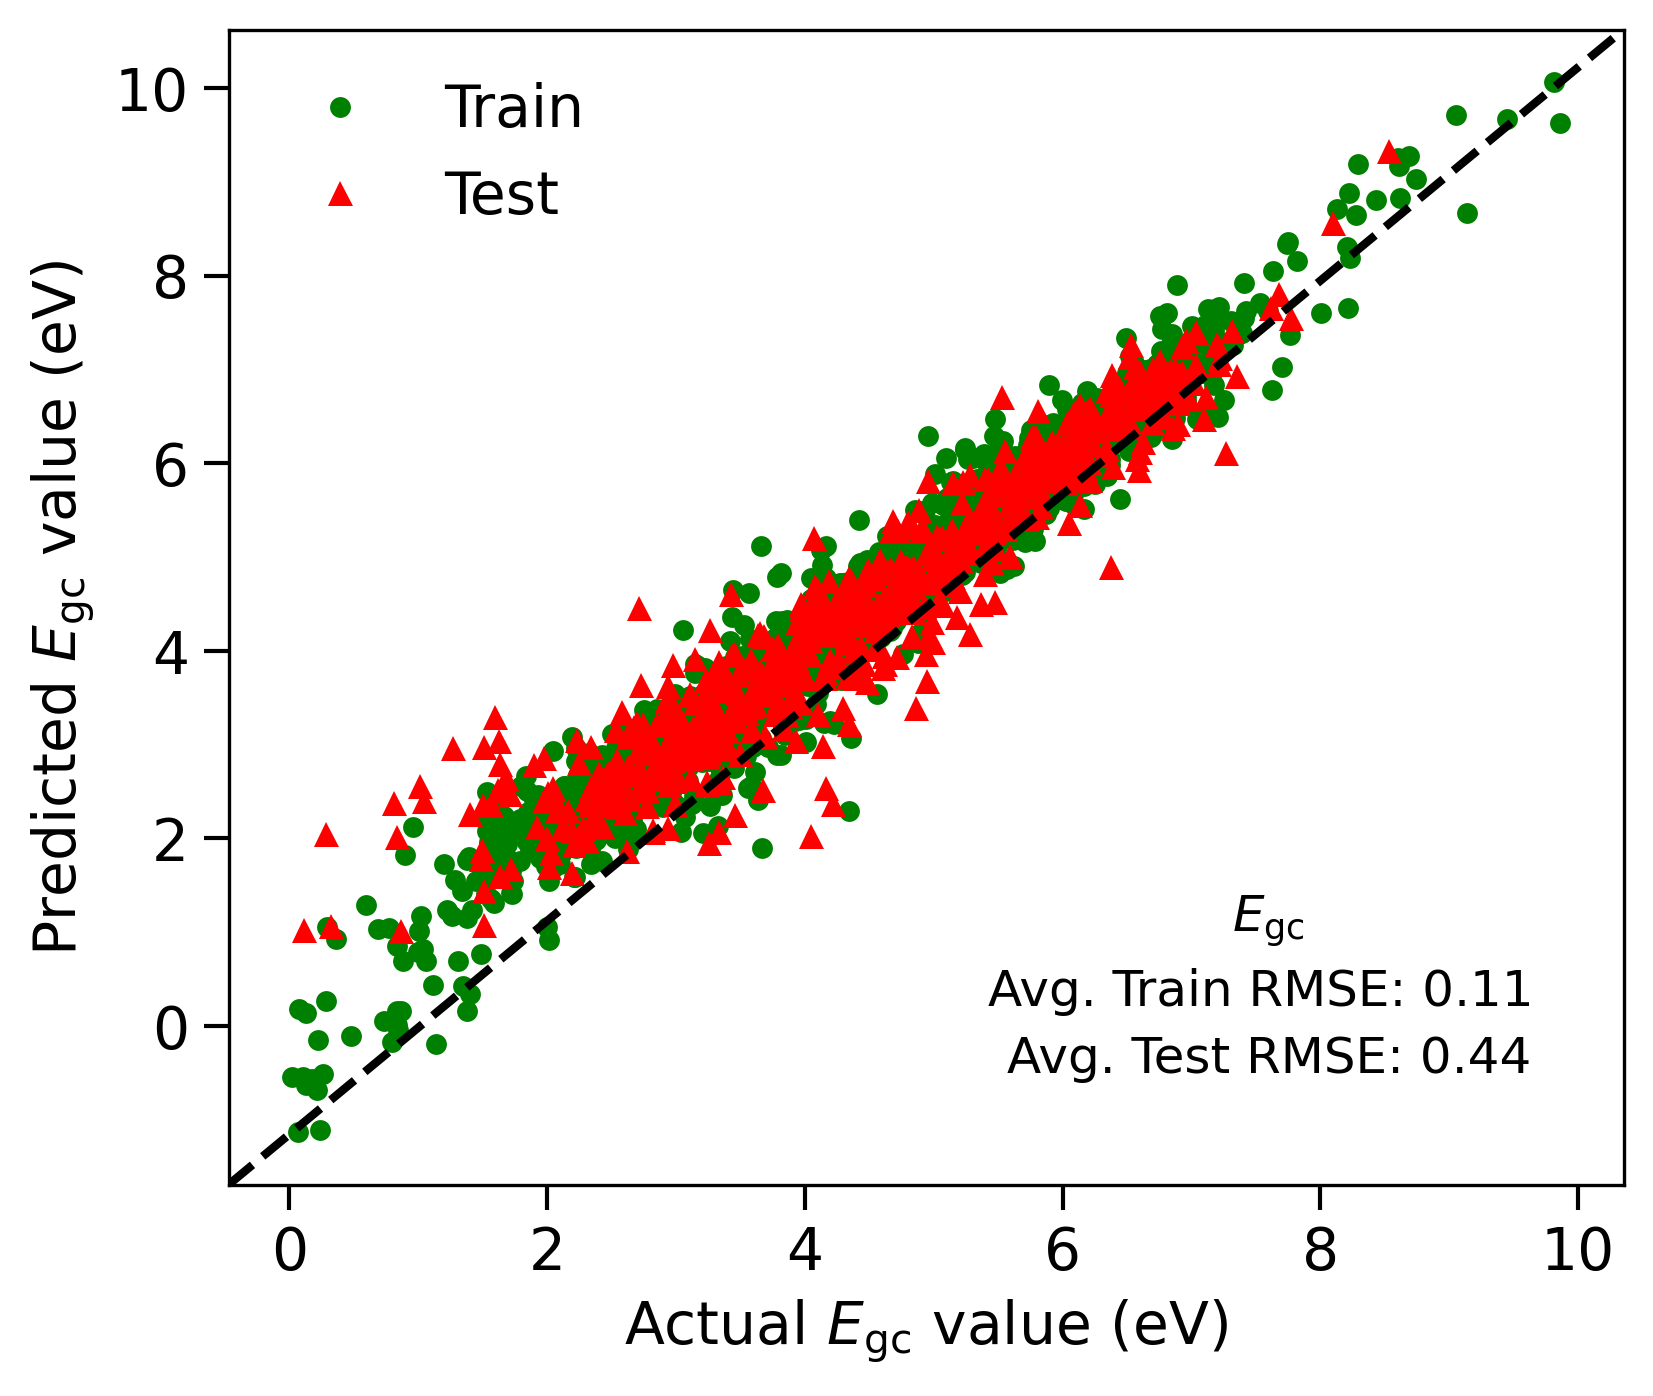 Train
Test
10
8
6
4
2
0
Predicted E_gc value (eV)
E_gc
Avg. Train RMSE: 0.11
Avg. Test RMSE: 0.44
0 2 4 6 8 10
Actual E_gc value (eV)